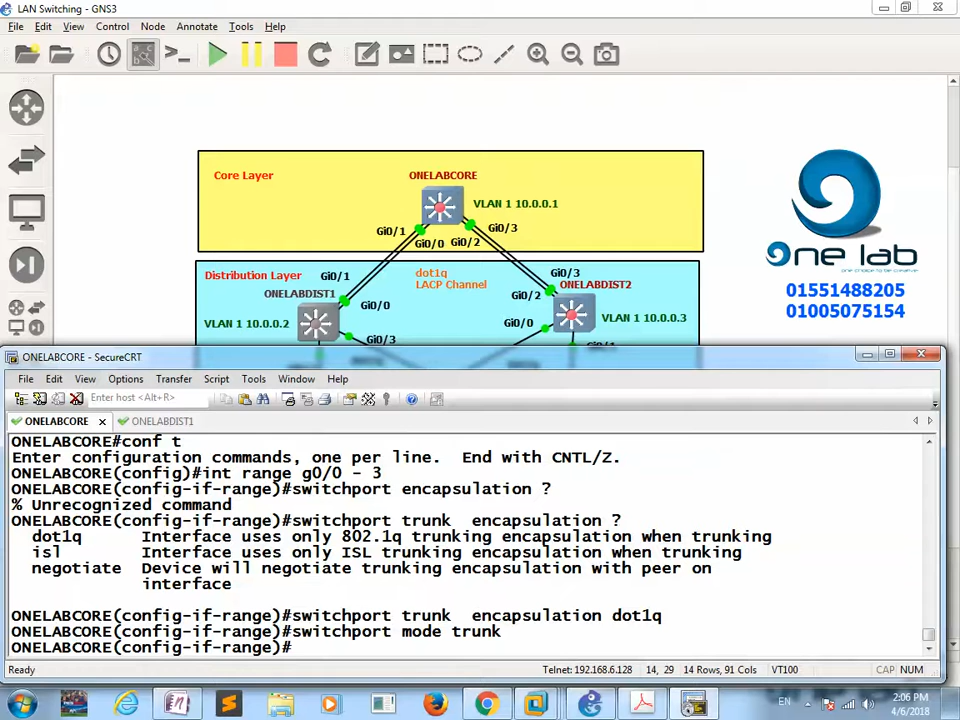 LAN Switching - GNS3
File Edit View Control Node Annotate Tools Help
Core Layer
ONELABCORE
VLAN 1 10.0.0.1
Gi0/1
Gi0/0
Gi0/2
Gi0/3
one lab
one choice to be creative
01551488205
01005075154
Distribution Layer
Gi0/1
dot1q
LACP Channel
ONELABDIST1
Gi0/0
VLAN 1 10.0.0.2
Gi0/3
Gi0/3
ONELABDIST2
Gi0/2
VLAN 1 10.0.0.3
Gi0/0
Gi0/1
ONELABCORE - SecureCRT
File Edit View Options Transfer Script Tools Window Help
Enter host <Alt+R>
ONELABCORE ONELABDIST1
ONELABCORE#conf t
Enter configuration commands, one per line.  End with CNTL/Z.
ONELABCORE(config)#int range g0/0 - 3
ONELABCORE(config-if-range)#switchport encapsulation ?
% Unrecognized command
ONELABCORE(config-if-range)#switchport trunk  encapsulation ?
  dot1q      Interface uses only 802.1q trunking encapsulation when trunking
  isl        Interface uses only ISL trunking encapsulation when trunking
  negotiate  Device will negotiate trunking encapsulation with peer on
             interface
ONELABCORE(config-if-range)#switchport trunk  encapsulation dot1q
ONELABCORE(config-if-range)#switchport mode trunk
ONELABCORE(config-if-range)#
Ready Telnet: 192.168.6.128 14, 29 14 Rows, 91 Cols VT100 CAP NUM
EN
2:06 PM
4/6/2018